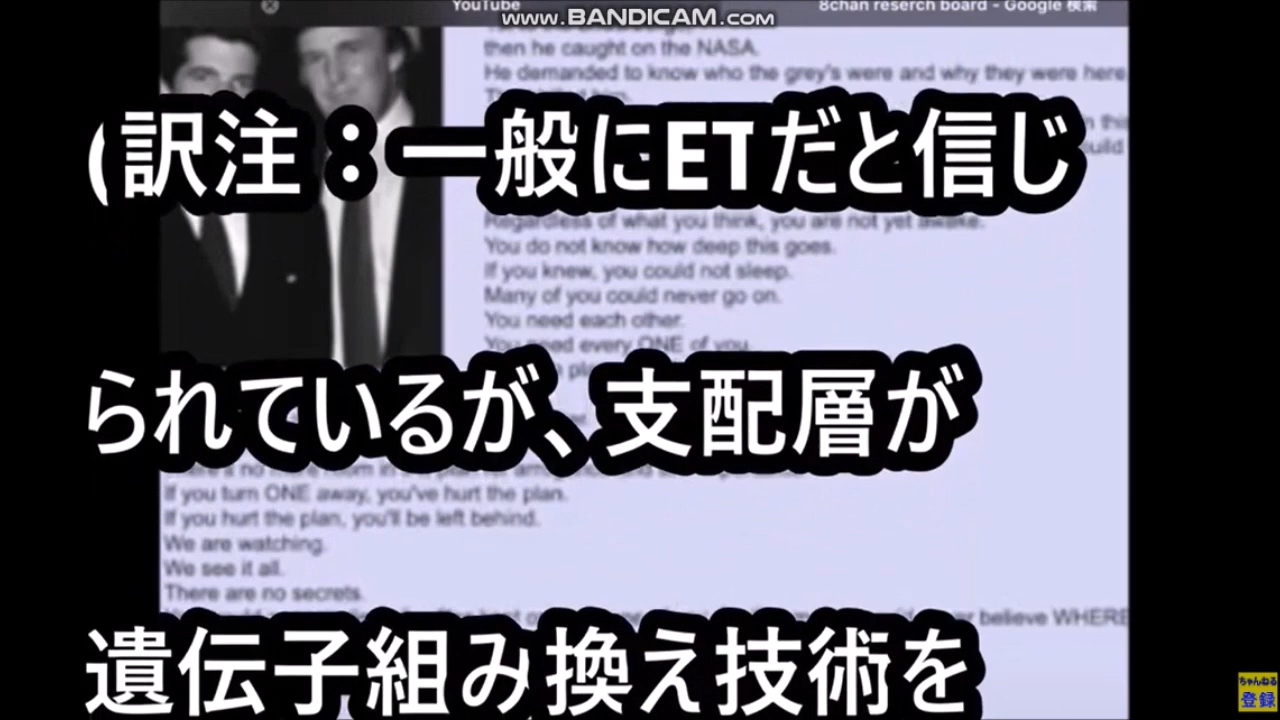 YouTube
8chan reserch board - Google 検索
www.BANDICAM.com
then he caught on the NASA.
He demanded to know who the grey's were and why they were here
(訳注：一般にETだと信じ
Regardless of what you think, you are not yet awake.
You do not know how deep this goes.
If you knew, you could not sleep.
Many of you could never go on.
You need each other.
You need every ONE of you.
られているが、支配層が
If you turn ONE away, you've hurt the plan.
If you hurt the plan, you'll be left behind.
We are watching.
We see it all.
There are no secrets.
believe WHERE
遺伝子組み換え技術を
ちゃんねる
登録